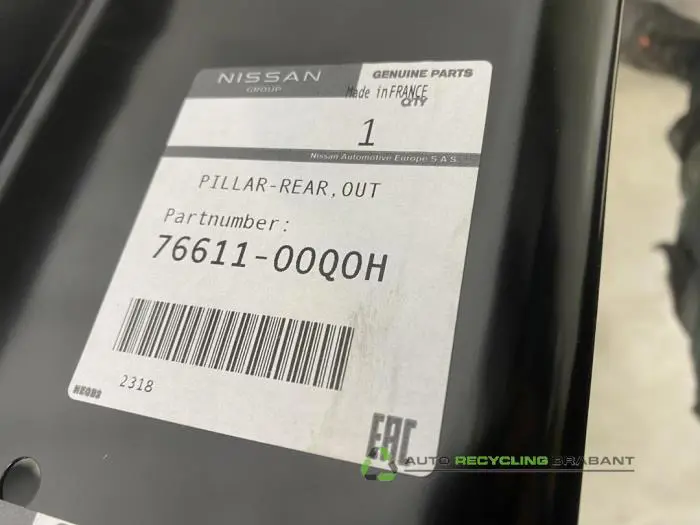 NISSAN
GROUP
GENUINE PARTS
Made in FRANCE
QTY
1
Nissan Automotive Europe S.A.S.
PILLAR-REAR,OUT
Partnumber:
76611-00Q0H
2318
EAC
AUTO RECYCLING BRABANT